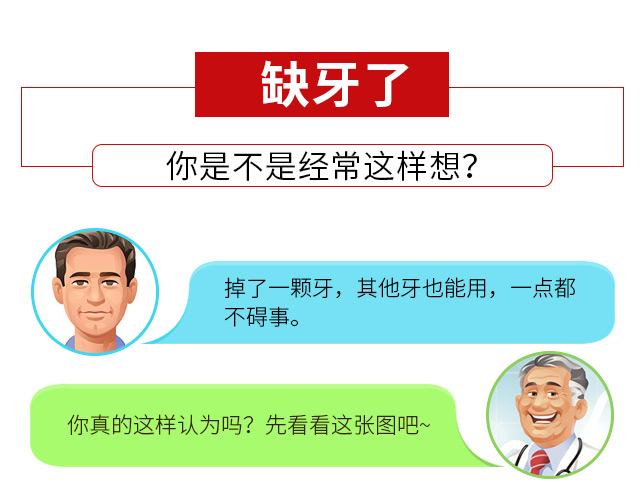 缺牙了
你是不是经常这样想？
掉了一颗牙，其他牙也能用，一点都
不碍事。
你真的这样认为吗？先看看这张图吧~